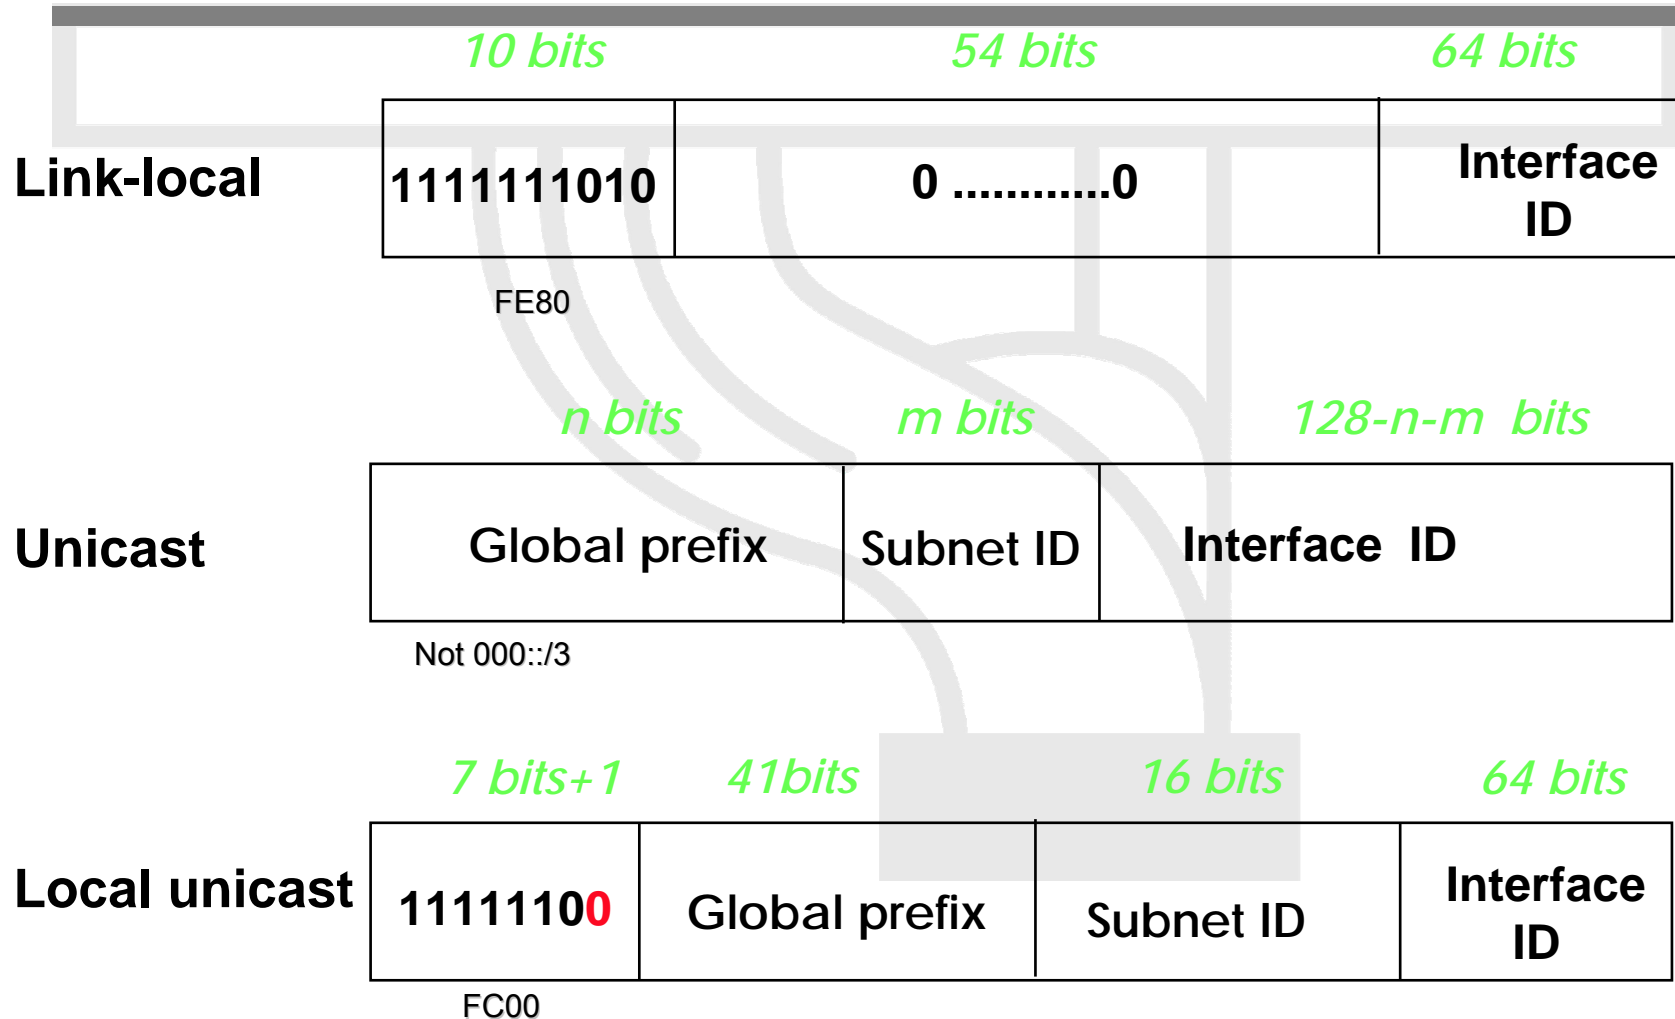 10 bits 54 bits 64 bits
Link-local 1111111010 0 ............0 Interface ID
FE80
n bits m bits 128-n-m bits
Unicast Global prefix Subnet ID Interface ID
Not 000::/3
7 bits+1 41bits 16 bits 64 bits
Local unicast 11111100 Global prefix Subnet ID Interface ID
FC00